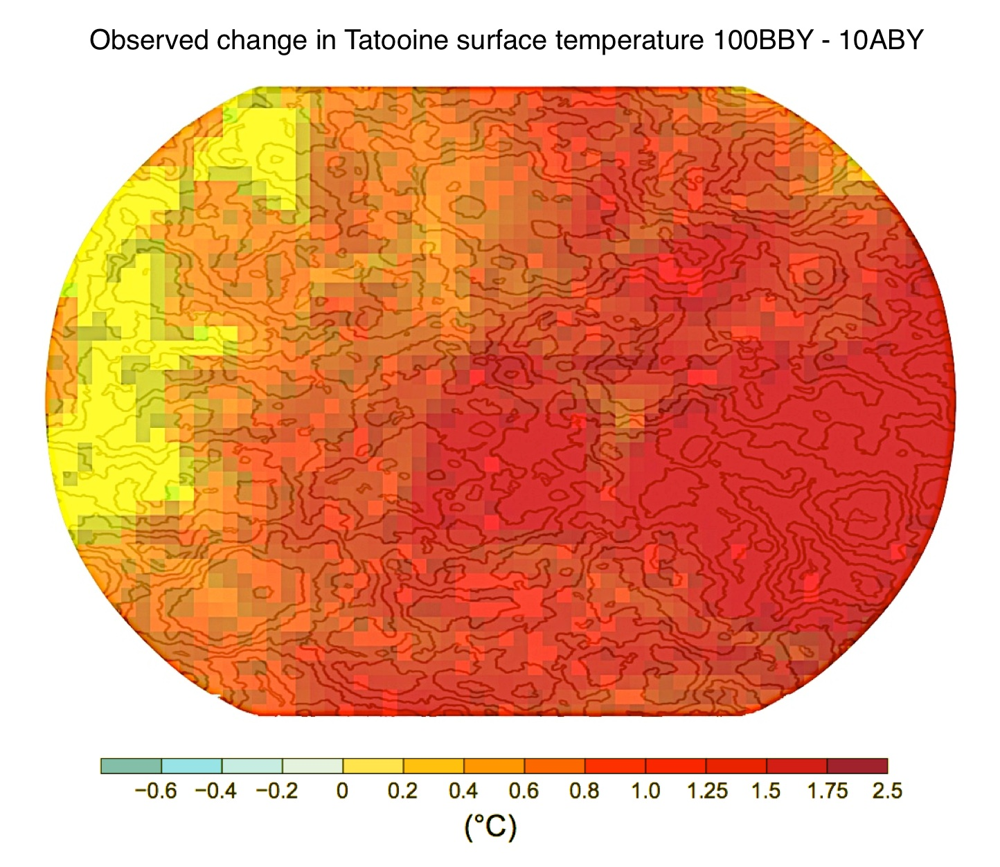 Observed change in Tatooine surface temperature 100BBY - 10ABY
−0.6 −0.4 −0.2 0 0.2 0.4 0.6 0.8 1.0 1.25 1.5 1.75 2.5
(°C)